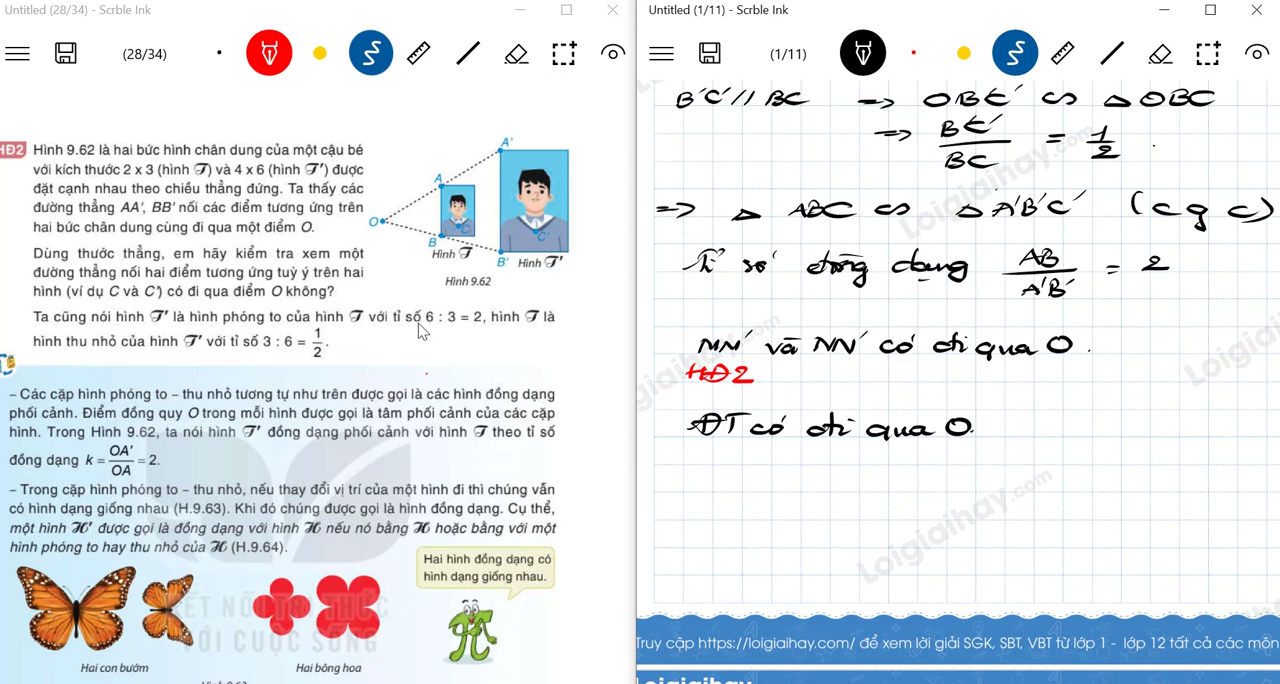 Untitled (28/34) - Scrble Ink
(28/34)
HĐ2 Hình 9.62 là hai bức hình chân dung của một cậu bé
với kích thước 2 x 3 (hình 𝓣) và 4 x 6 (hình 𝓣') được
đặt cạnh nhau theo chiều thẳng đứng. Ta thấy các
đường thẳng AA', BB' nối các điểm tương ứng trên
hai bức chân dung cùng đi qua một điểm O.
Dùng thước thẳng, em hãy kiểm tra xem một
đường thẳng nối hai điểm tương ứng tuỳ ý trên hai
hình (ví dụ C và C') có đi qua điểm O không?
A'
A
O
C
C'
B
B'
Hình 𝓣
Hình 𝓣'
Hình 9.62
Ta cũng nói hình 𝓣' là hình phóng to của hình 𝓣 với tỉ số 6 : 3 = 2, hình 𝓣 là
hình thu nhỏ của hình 𝓣' với tỉ số 3 : 6 = 1/2.
– Các cặp hình phóng to – thu nhỏ tương tự như trên được gọi là các hình đồng dạng
phối cảnh. Điểm đồng quy O trong mỗi hình được gọi là tâm phối cảnh của các cặp
hình. Trong Hình 9.62, ta nói hình 𝓣' đồng dạng phối cảnh với hình 𝓣 theo tỉ số
đồng dạng k = OA'/OA = 2.
– Trong cặp hình phóng to – thu nhỏ, nếu thay đổi vị trí của một hình đi thì chúng vẫn
có hình dạng giống nhau (H.9.63). Khi đó chúng được gọi là hình đồng dạng. Cụ thể,
một hình 𝓗' được gọi là đồng dạng với hình 𝓗 nếu nó bằng 𝓗 hoặc bằng với một
hình phóng to hay thu nhỏ của 𝓗 (H.9.64).
Hai hình đồng dạng có
hình dạng giống nhau.
KẾT NỐI TRI THỨC
VỚI CUỘC SỐNG
Hai con bướm
Hai bông hoa
Untitled (1/11) - Scrble Ink
(1/11)
B'C' // BC => OB'C' ∽ △ OBC
=> B'C'/BC = 1/2
=> △ ABC ∽ △ A'B'C' (c g c)
Tỉ số đồng dạng AB/A'B' = 2
MM' và NN' có đi qua O.
HĐ2
ĐT có đi qua O.
Loigiaihay.com
Loigiaihay.com
Loigiaihay.com
Truy cập https://loigiaihay.com/ để xem lời giải SGK, SBT, VBT từ lớp 1 - lớp 12 tất cả các môn
Loigiaihay